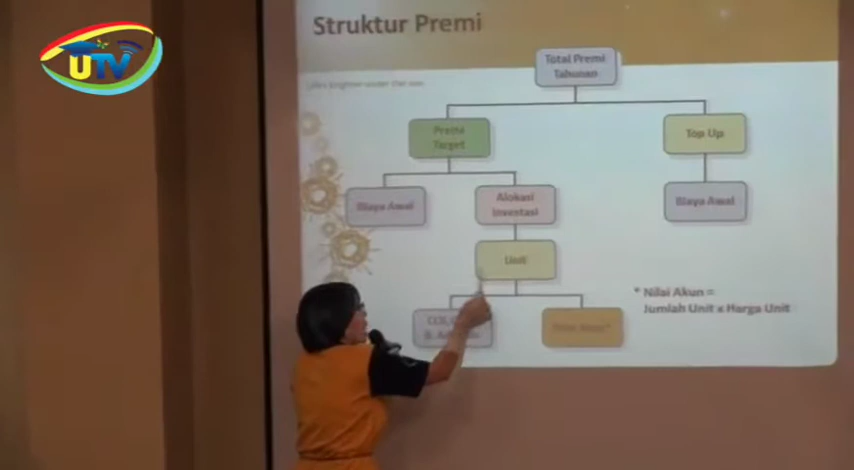 UTV
Struktur Premi
Total Premi
Tahunan
Premi
Target
Top Up
Biaya Awal
Alokasi
Investasi
Biaya Awal
Unit
* Nilai Akun =
Jumlah Unit x Harga Unit